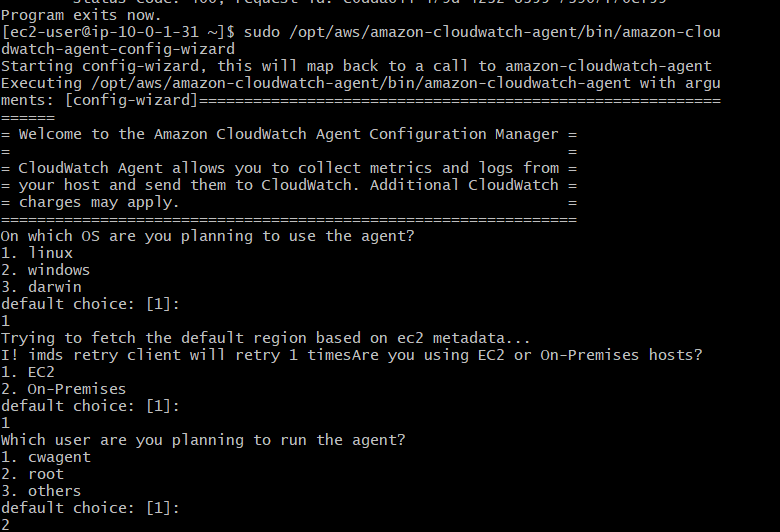 Program exits now.
[ec2-user@ip-10-0-1-31 ~]$ sudo /opt/aws/amazon-cloudwatch-agent/bin/amazon-clou
dwatch-agent-config-wizard
Starting config-wizard, this will map back to a call to amazon-cloudwatch-agent
Executing /opt/aws/amazon-cloudwatch-agent/bin/amazon-cloudwatch-agent with argu
ments: [config-wizard]==========================================================
======
= Welcome to the Amazon CloudWatch Agent Configuration Manager =
=                                                              =
= CloudWatch Agent allows you to collect metrics and logs from =
= your host and send them to CloudWatch. Additional CloudWatch =
= charges may apply.                                           =
================================================================
On which OS are you planning to use the agent?
1. linux
2. windows
3. darwin
default choice: [1]:
1
Trying to fetch the default region based on ec2 metadata...
I! imds retry client will retry 1 timesAre you using EC2 or On-Premises hosts?
1. EC2
2. On-Premises
default choice: [1]:
1
Which user are you planning to run the agent?
1. cwagent
2. root
3. others
default choice: [1]:
2